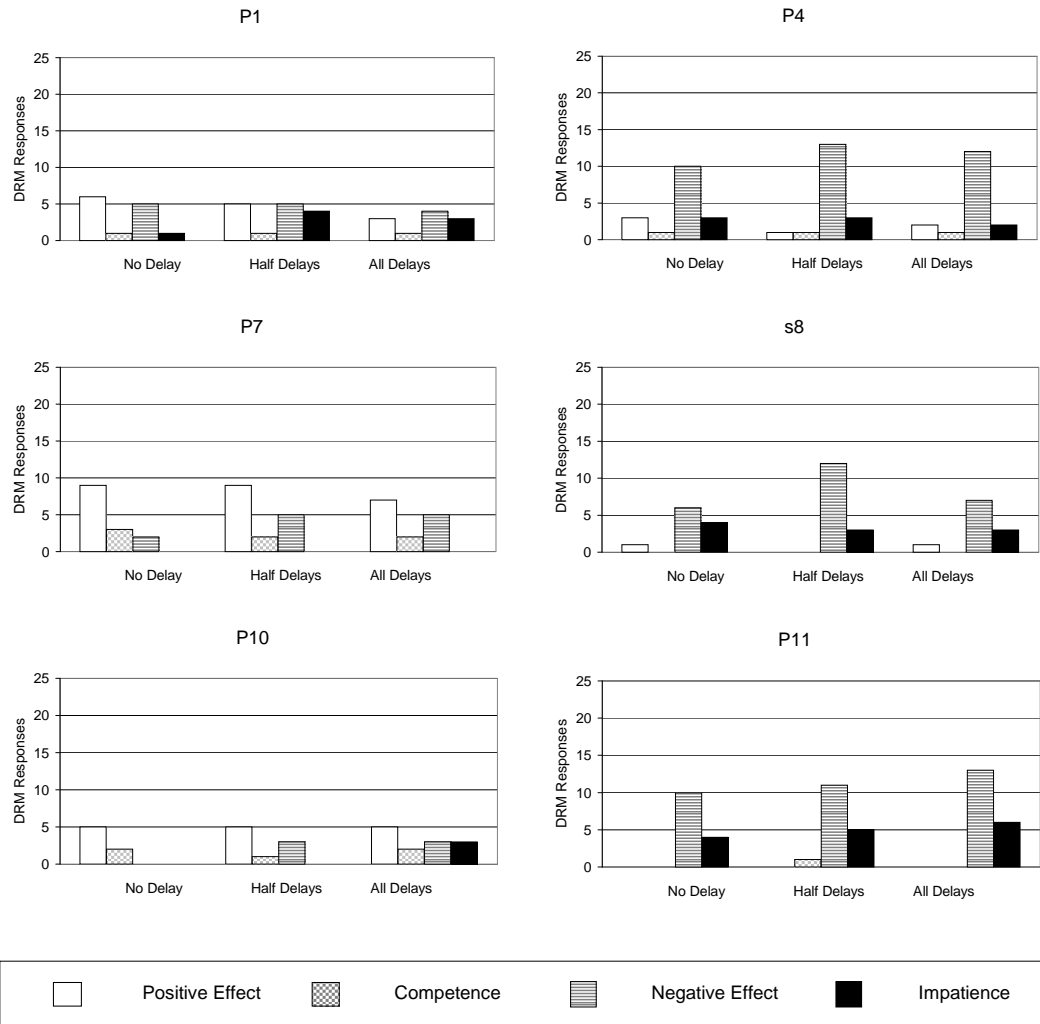 P1
25
20
15
10
5
0
DRM Responses
No Delay Half Delays All Delays
P4
25
20
15
10
5
0
DRM Responses
No Delay Half Delays All Delays
P7
25
20
15
10
5
0
DRM Responses
No Delay Half Delays All Delays
s8
25
20
15
10
5
0
DRM Responses
No Delay Half Delays All Delays
P10
25
20
15
10
5
0
DRM Responses
No Delay Half Delays All Delays
P11
25
20
15
10
5
0
DRM Responses
No Delay Half Delays All Delays
Positive Effect Competence Negative Effect Impatience